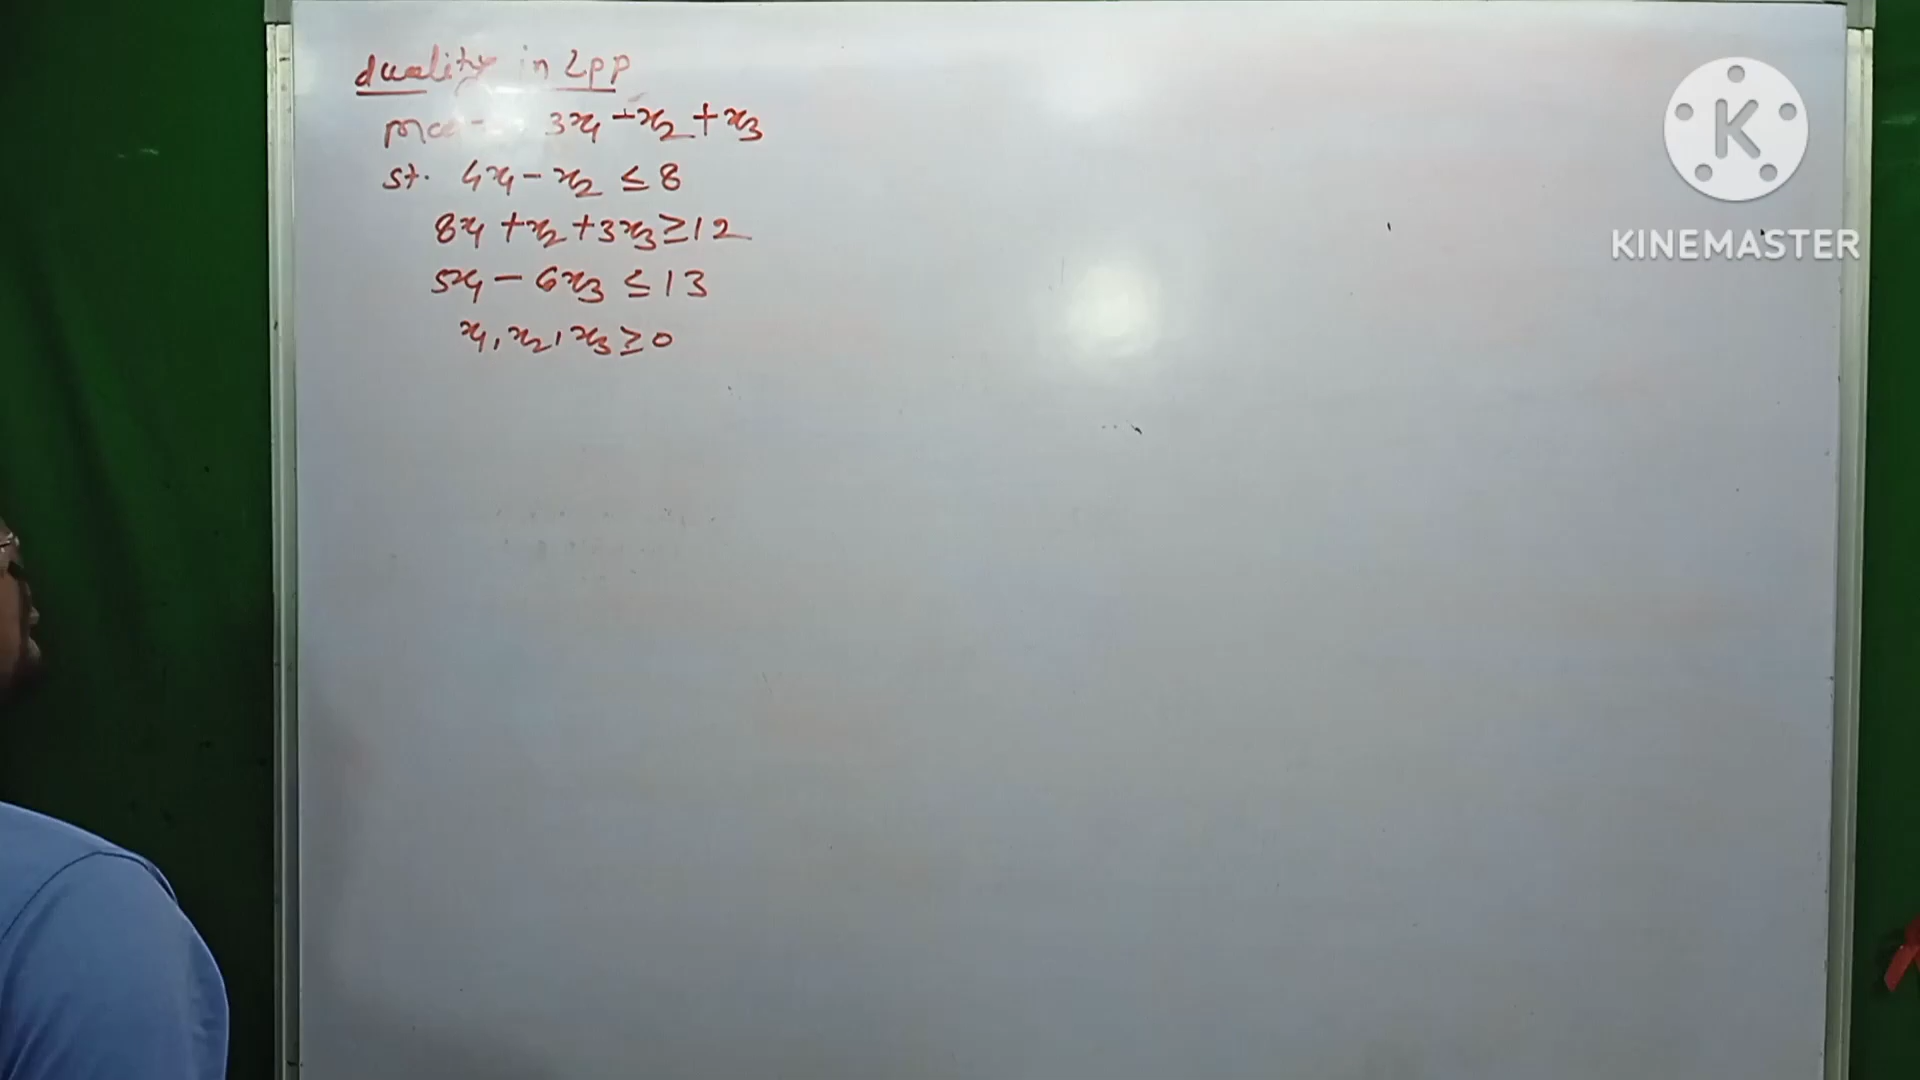 duality in Lpp
3x₁ + x₂ + x₃
st. 4x₁ - x₂ ≤ 8
8x₁ + x₂ + 3x₃ ≥ 12
5x₁ - 6x₃ ≤ 13
x₁, x₂, x₃ ≥ 0
K
KINEMASTER